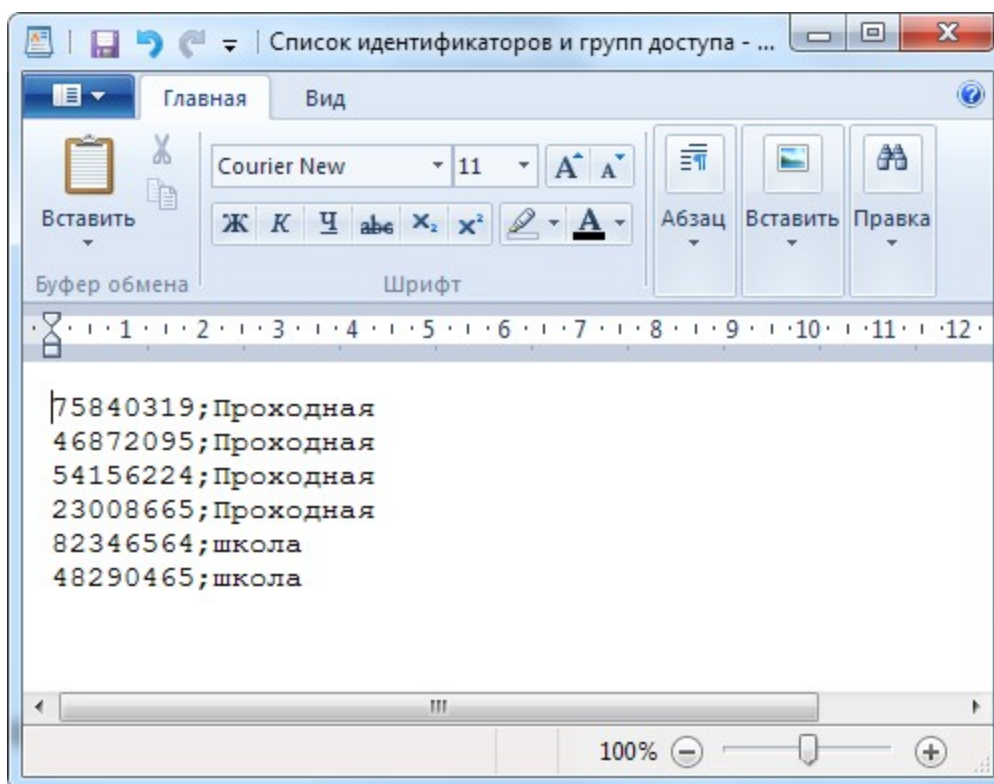 Список идентификаторов и групп доступа - ...
Главная Вид
Courier New 11
Вставить
Ж К Ч abc X₂ X² A
Абзац Вставить Правка
Буфер обмена Шрифт
1 2 3 4 5 6 7 8 9 10 11 12
75840319;Проходная
46872095;Проходная
54156224;Проходная
23008665;Проходная
82346564;школа
48290465;школа
100%